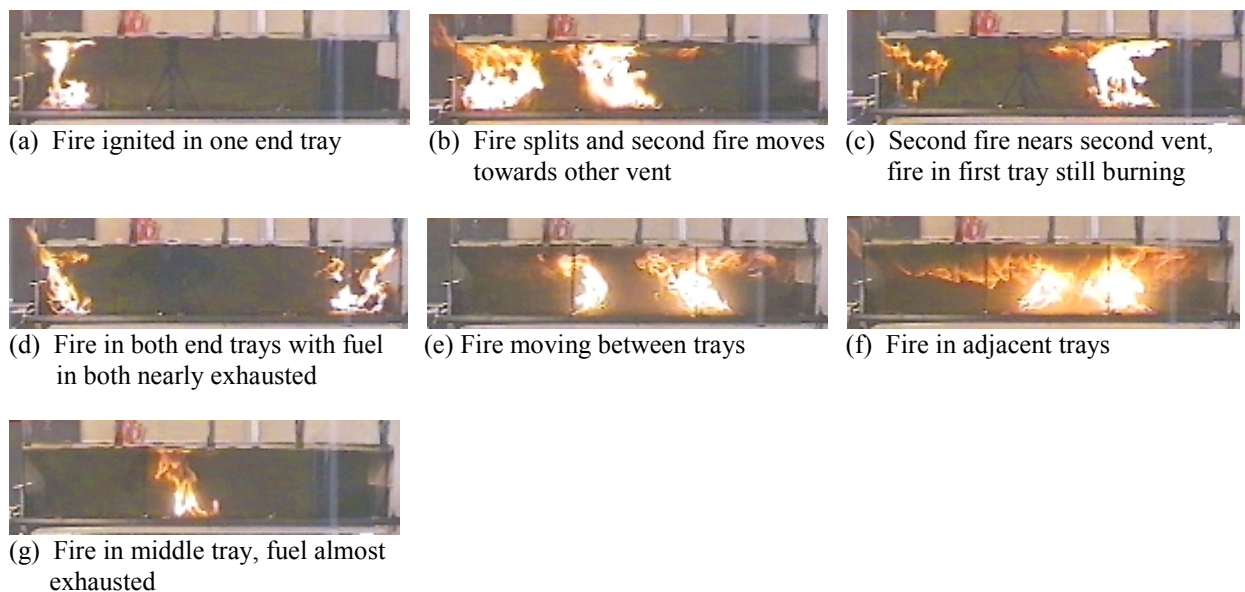 (a) Fire ignited in one end tray
(b) Fire splits and second fire moves
towards other vent
(c) Second fire nears second vent,
fire in first tray still burning
(d) Fire in both end trays with fuel
in both nearly exhausted
(e) Fire moving between trays
(f) Fire in adjacent trays
(g) Fire in middle tray, fuel almost
exhausted